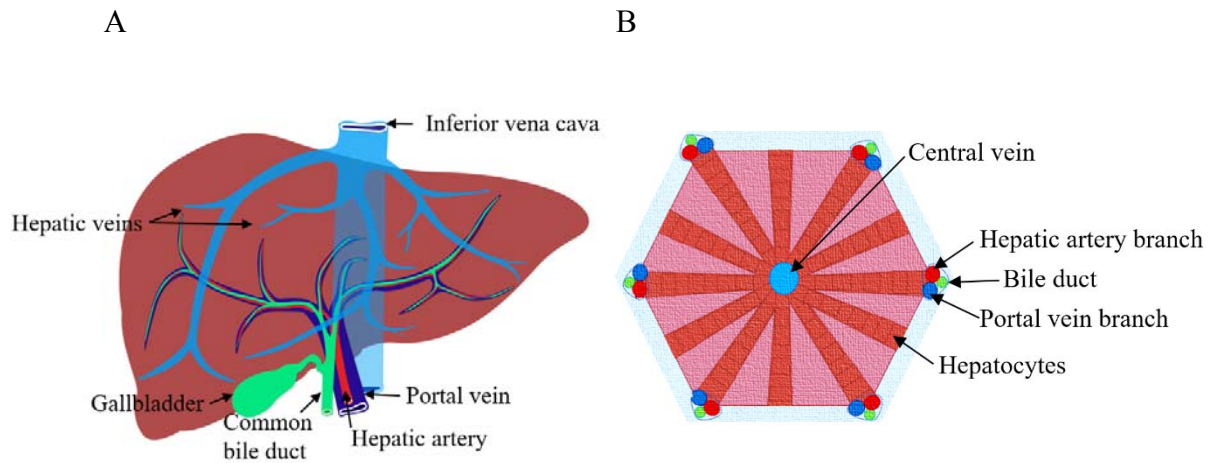 A
B
Inferior vena cava
Hepatic veins
Gallbladder
Common
bile duct
Hepatic artery
Portal vein
Central vein
Hepatic artery branch
Bile duct
Portal vein branch
Hepatocytes